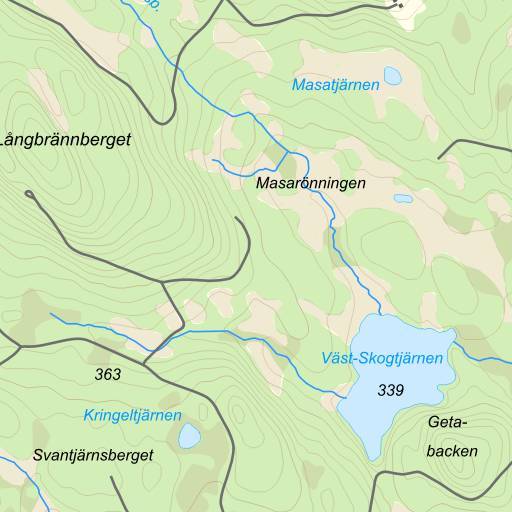 Masatjärnen
Långbrännberget
Masarönningen
Väst-Skogtjärnen
363
339
Kringeltjärnen
Geta-
backen
Svantjärnsberget